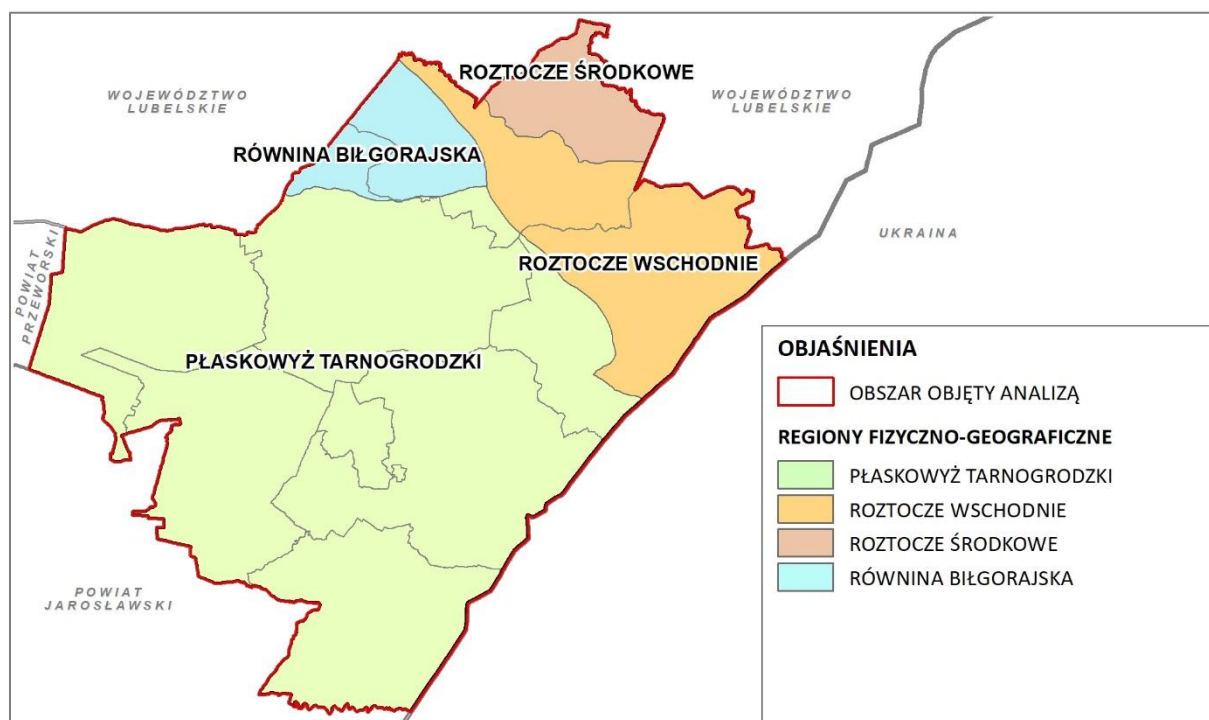 ROZTOCZE ŚRODKOWE
WOJEWÓDZTWO
LUBELSKIE
WOJEWÓDZTWO
LUBELSKIE
RÓWNINA BIŁGORAJSKA
UKRAINA
POWIAT
PRZEWORSKI
ROZTOCZE WSCHODNIE
PŁASKOWYŻ TARNOGRODZKI
POWIAT
JAROSŁAWSKI
OBJAŚNIENIA
OBSZAR OBJĘTY ANALIZĄ
REGIONY FIZYCZNO-GEOGRAFICZNE
PŁASKOWYŻ TARNOGRODZKI
ROZTOCZE WSCHODNIE
ROZTOCZE ŚRODKOWE
RÓWNINA BIŁGORAJSKA